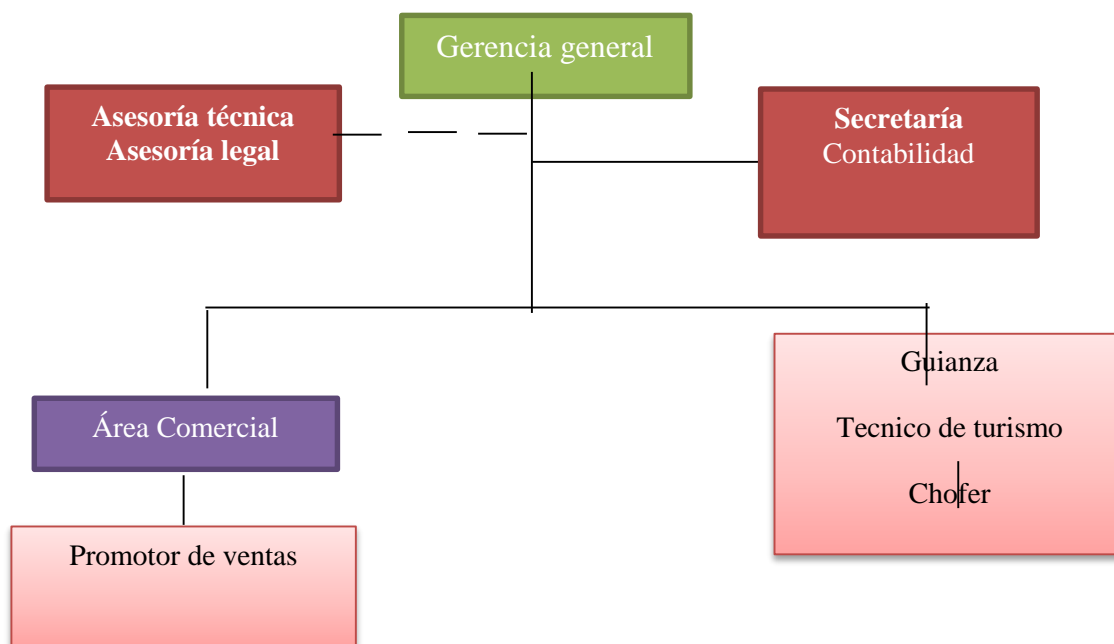 Gerencia general
Asesoría técnica
Asesoría legal
Secretaría
Contabilidad
Área Comercial
Promotor de ventas
Guianza
Tecnico de turismo
Chofer